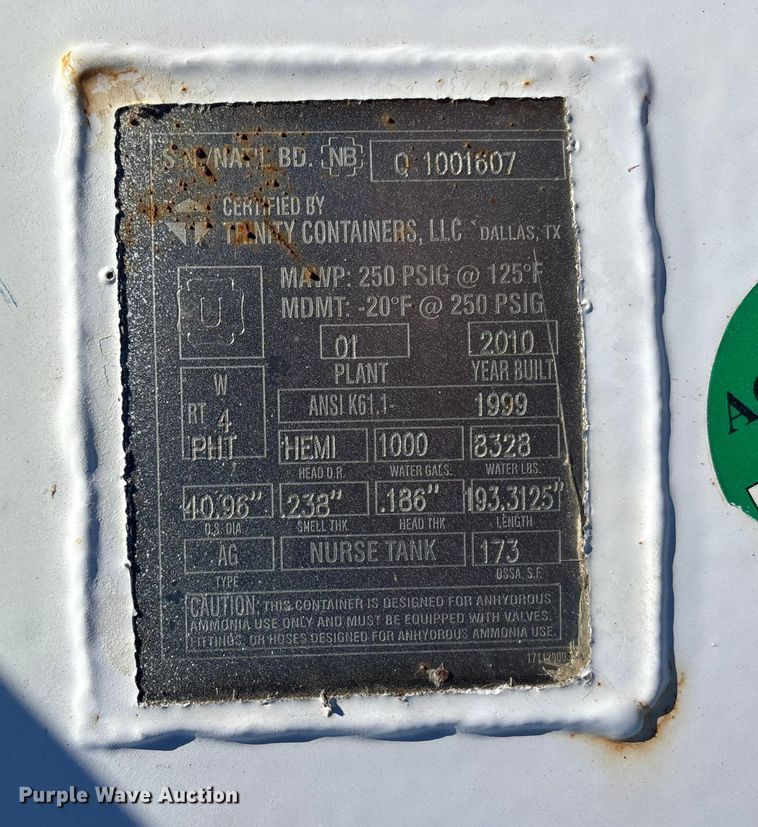 S.N./NAT'L BD. NB Q 1001607
CERTIFIED BY
TRINITY CONTAINERS, LLC DALLAS, TX
U
MAWP: 250 PSIG @ 125°F
MDMT: -20°F @ 250 PSIG
01 2010
PLANT YEAR BUILT
W
RT 4
PHT
ANSI K61.1- 1999
HEMI 1000 8328
HEAD D.R. WATER GALS. WATER LBS.
40.96" .238" .186" 193.3125"
O.S. DIA SHELL THK HEAD THK LENGTH
AG NURSE TANK 173
TYPE OSSA, S.F.
CAUTION: THIS CONTAINER IS DESIGNED FOR ANHYDROUS
AMMONIA USE ONLY AND MUST BE EQUIPPED WITH VALVES,
FITTINGS, OR HOSES DESIGNED FOR ANHYDROUS AMMONIA USE.
Purple Wave Auction